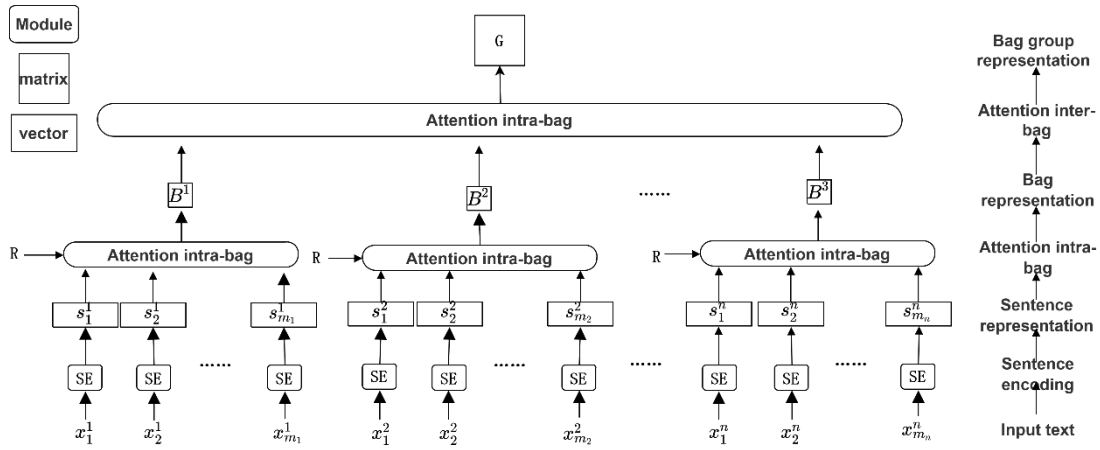 Module
matrix
vector
G
Attention intra-bag
B^1
B^2
......
B^3
R
Attention intra-bag
R
Attention intra-bag
R
Attention intra-bag
s_1^1
s_2^1
s_{m_1}^1
s_1^2
s_2^2
s_{m_2}^2
s_1^n
s_2^n
s_{m_n}^n
SE
SE
......
SE
SE
SE
......
SE
......
SE
SE
......
SE
x_1^1
x_2^1
x_{m_1}^1
x_1^2
x_2^2
x_{m_2}^2
x_1^n
x_2^n
x_{m_n}^n
Bag group
representation
Attention inter-
bag
Bag
representation
Attention intra-
bag
Sentence
representation
Sentence
encoding
Input text